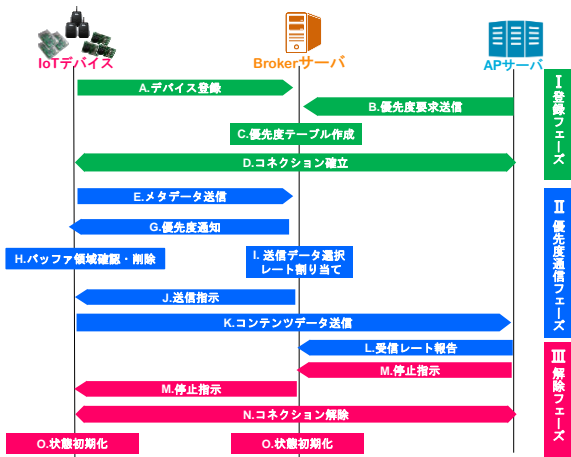 IoTデバイス
Brokerサーバ
APサーバ
A.デバイス登録
B.優先度要求送信
C.優先度テーブル作成
D.コネクション確立
Ⅰ登録フェーズ
E.メタデータ送信
G.優先度通知
H.バッファ領域確認・削除
I. 送信データ選択
レート割り当て
J.送信指示
K.コンテンツデータ送信
L.受信レート報告
Ⅱ優先度通信フェーズ
M.停止指示
M.停止指示
N.コネクション解除
O.状態初期化
O.状態初期化
Ⅲ解除フェーズ